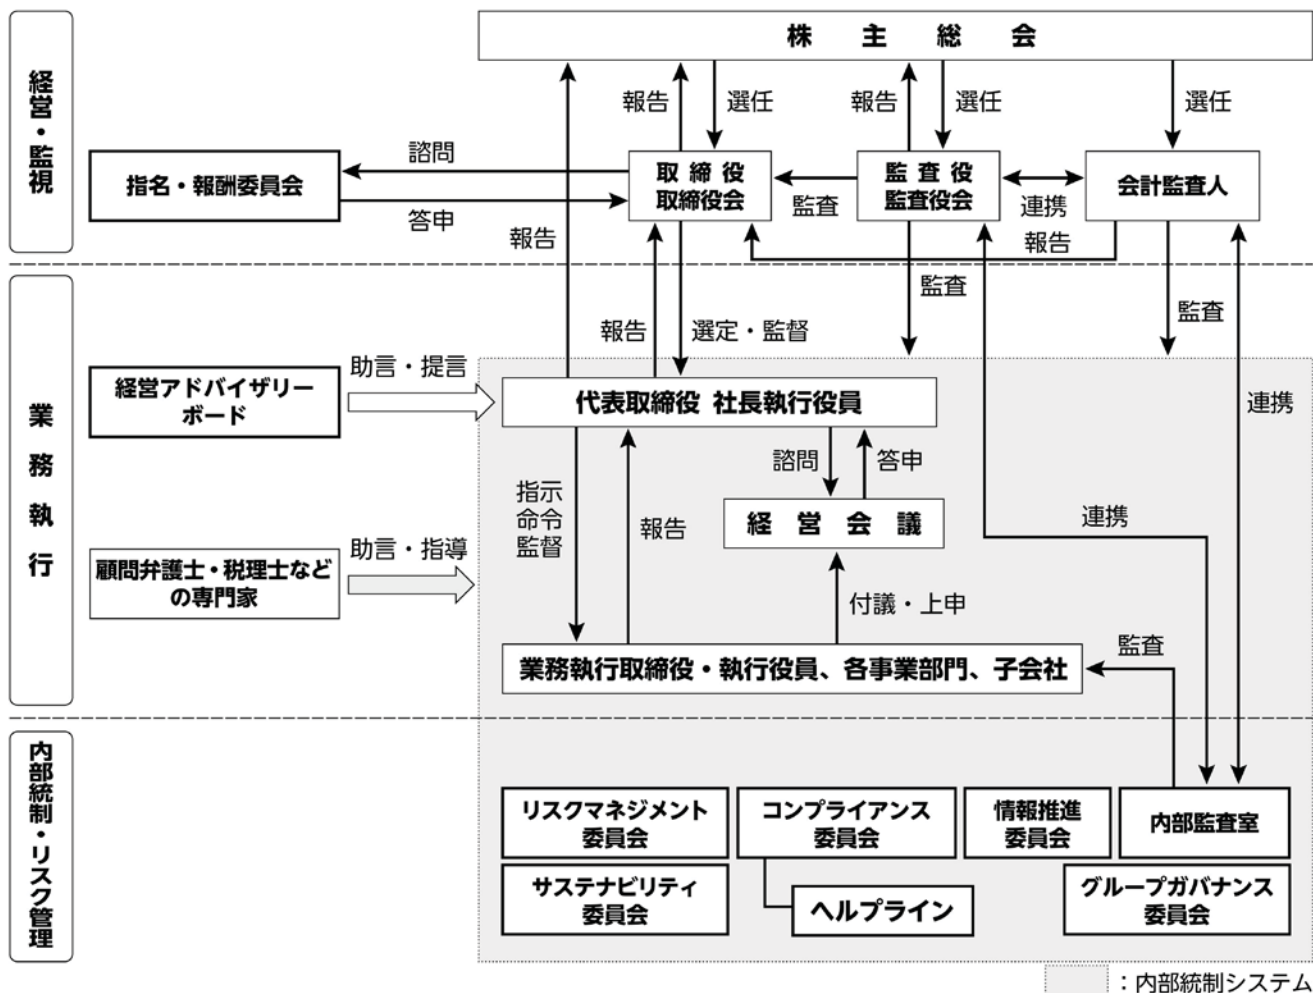 株主総会
経営・監視
報告
選任
報告
選任
選任
指名・報酬委員会
諮問
答申
取締役
取締役会
監査
監査役
監査役会
連携
会計監査人
報告
報告
監査
監査
業務執行
報告
選定・監督
経営アドバイザリー
ボード
助言・提言
代表取締役 社長執行役員
連携
諮問
答申
指示
命令
監督
報告
経営会議
連携
顧問弁護士・税理士など
の専門家
助言・指導
付議・上申
監査
業務執行取締役・執行役員、各事業部門、子会社
内部統制・リスク管理
リスクマネジメント
委員会
コンプライアンス
委員会
情報推進
委員会
内部監査室
サステナビリティ
委員会
ヘルプライン
グループガバナンス
委員会
：内部統制システム